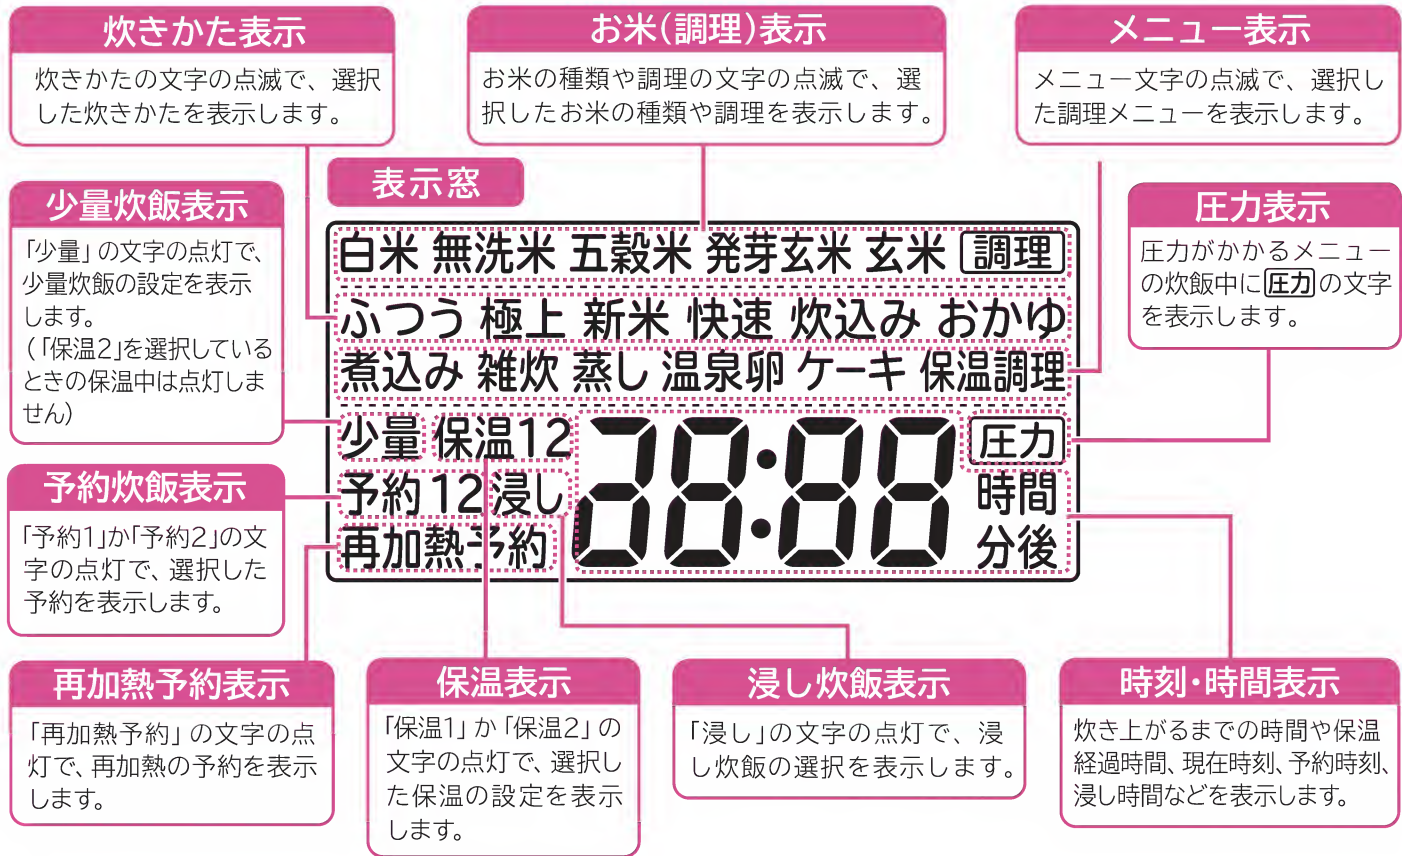 炊きかた表示
炊きかたの文字の点滅で、選択
した炊きかたを表示します。
お米(調理)表示
お米の種類や調理の文字の点滅で、選
択したお米の種類や調理を表示します。
メニュー表示
メニュー文字の点滅で、選択し
た調理メニューを表示します。
少量炊飯表示
「少量」の文字の点灯で、
少量炊飯の設定を表示
します。
(「保温2」を選択している
ときの保温中は点灯しま
せん)
表示窓
圧力表示
圧力がかかるメニュー
の炊飯中に圧力の文字
を表示します。
白米 無洗米 五穀米 発芽玄米 玄米 調理
ふつう 極上 新米 快速 炊込み おかゆ
煮込み 雑炊 蒸し 温泉卵 ケーキ 保温調理
少量 保温12 圧力
予約12 浸し 38:88 時間
再加熱予約 分後
予約炊飯表示
「予約1」か「予約2」の文
字の点灯で、選択した
予約を表示します。
再加熱予約表示
「再加熱予約」の文字の点
灯で、再加熱の予約を表示
します。
保温表示
「保温1」か「保温2」の
文字の点灯で、選択し
た保温の設定を表示
します。
浸し炊飯表示
「浸し」の文字の点灯で、浸
し炊飯の選択を表示します。
時刻・時間表示
炊き上がるまでの時間や保温
経過時間、現在時刻、予約時刻、
浸し時間などを表示します。